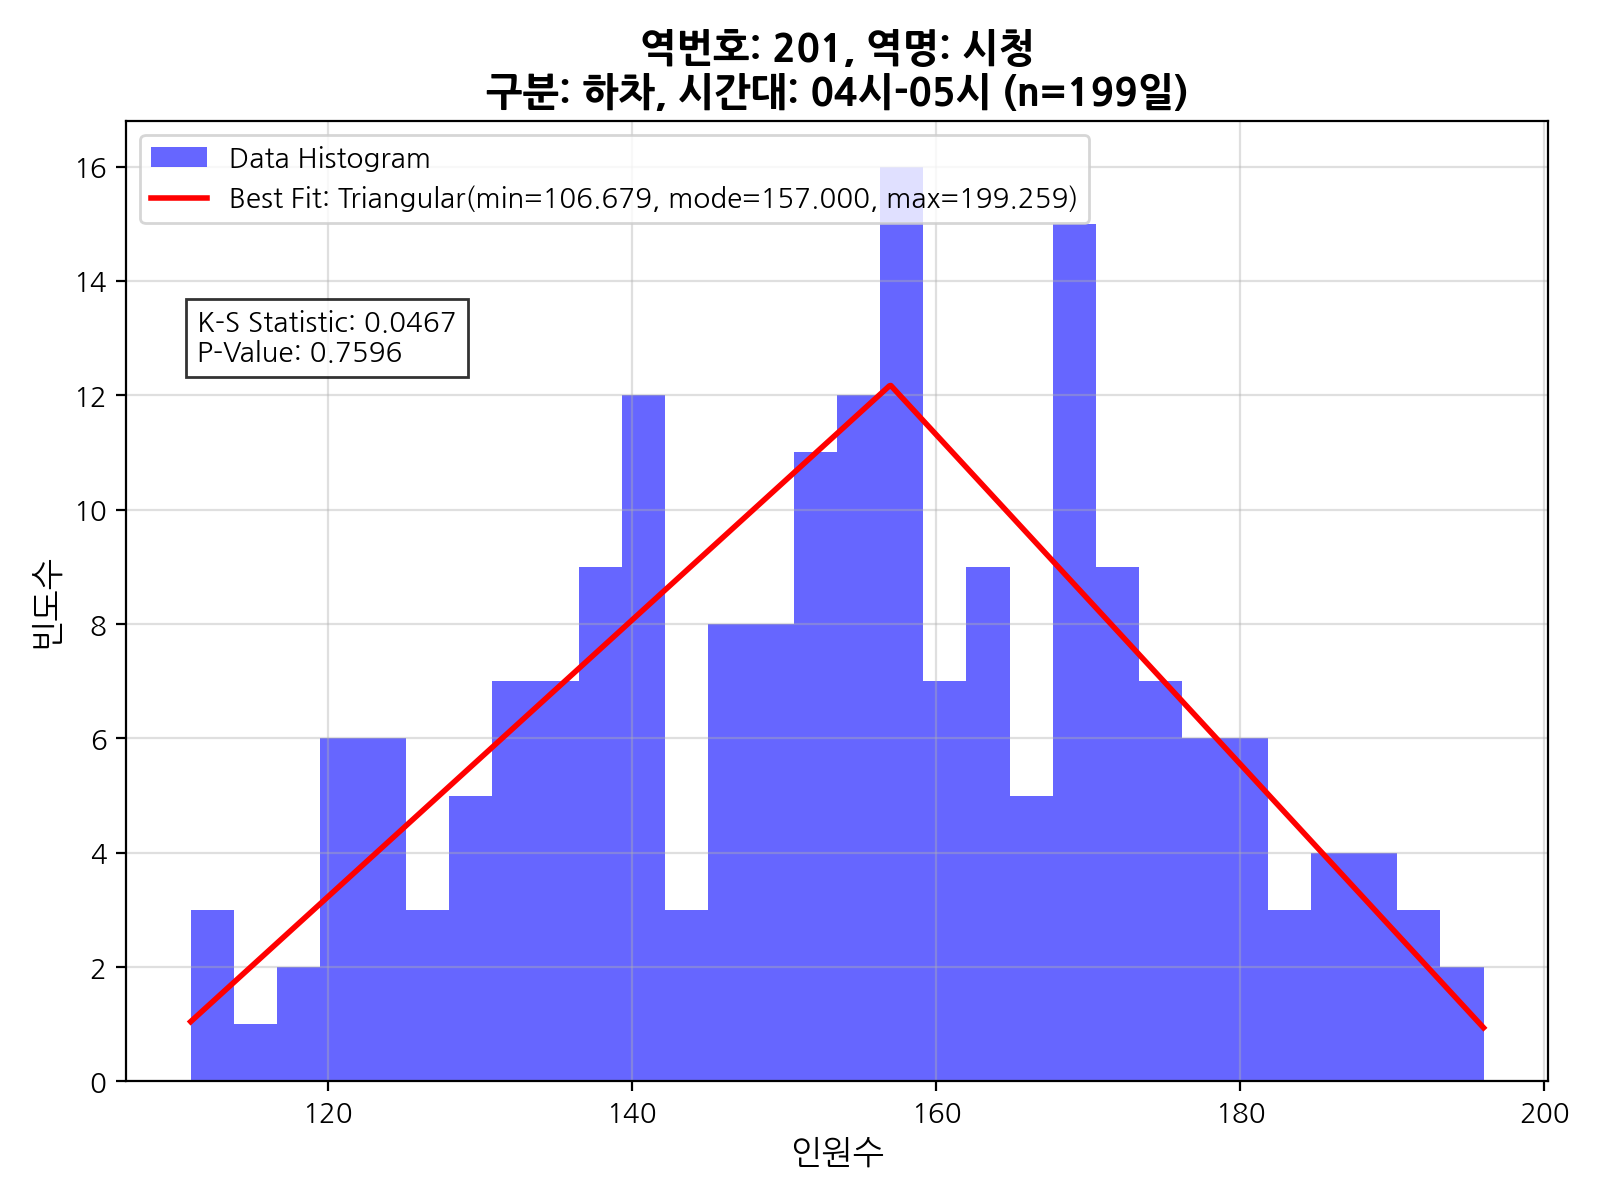 역번호: 201, 역명: 시청
구분: 하차, 시간대: 04시-05시 (n=199일)
Data Histogram
Best Fit: Triangular(min=106.679, mode=157.000, max=199.259)
K-S Statistic: 0.0467
P-Value: 0.7596
빈도수
16
14
12
10
8
6
4
2
0
120
140
160
180
200
인원수